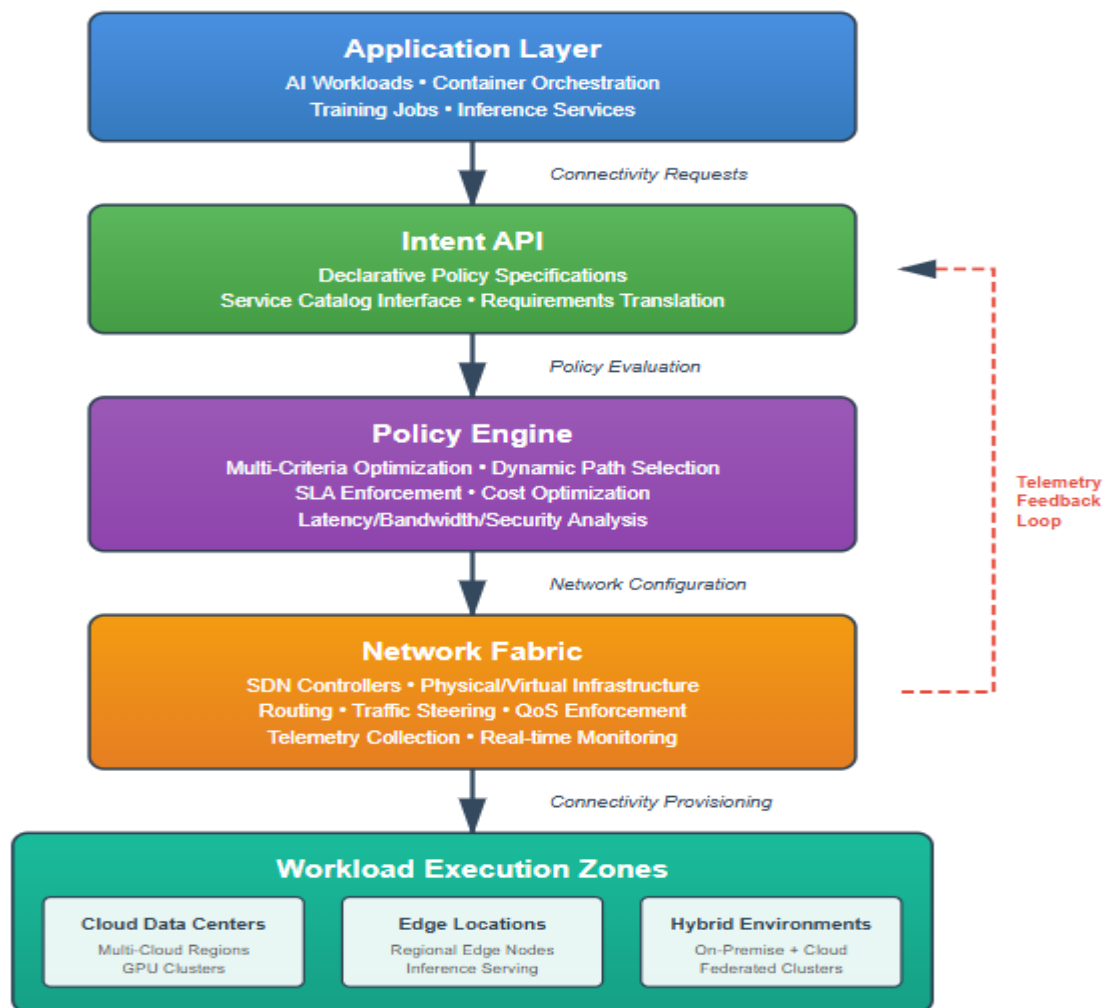 Application Layer
AI Workloads • Container Orchestration
Training Jobs • Inference Services
Connectivity Requests
Intent API
Declarative Policy Specifications
Service Catalog Interface • Requirements Translation
Policy Evaluation
Policy Engine
Multi-Criteria Optimization • Dynamic Path Selection
SLA Enforcement • Cost Optimization
Latency/Bandwidth/Security Analysis
Telemetry
Feedback
Loop
Network Configuration
Network Fabric
SDN Controllers • Physical/Virtual Infrastructure
Routing • Traffic Steering • QoS Enforcement
Telemetry Collection • Real-time Monitoring
Connectivity Provisioning
Workload Execution Zones
Cloud Data Centers
Multi-Cloud Regions
GPU Clusters
Edge Locations
Regional Edge Nodes
Inference Serving
Hybrid Environments
On-Premise + Cloud
Federated Clusters